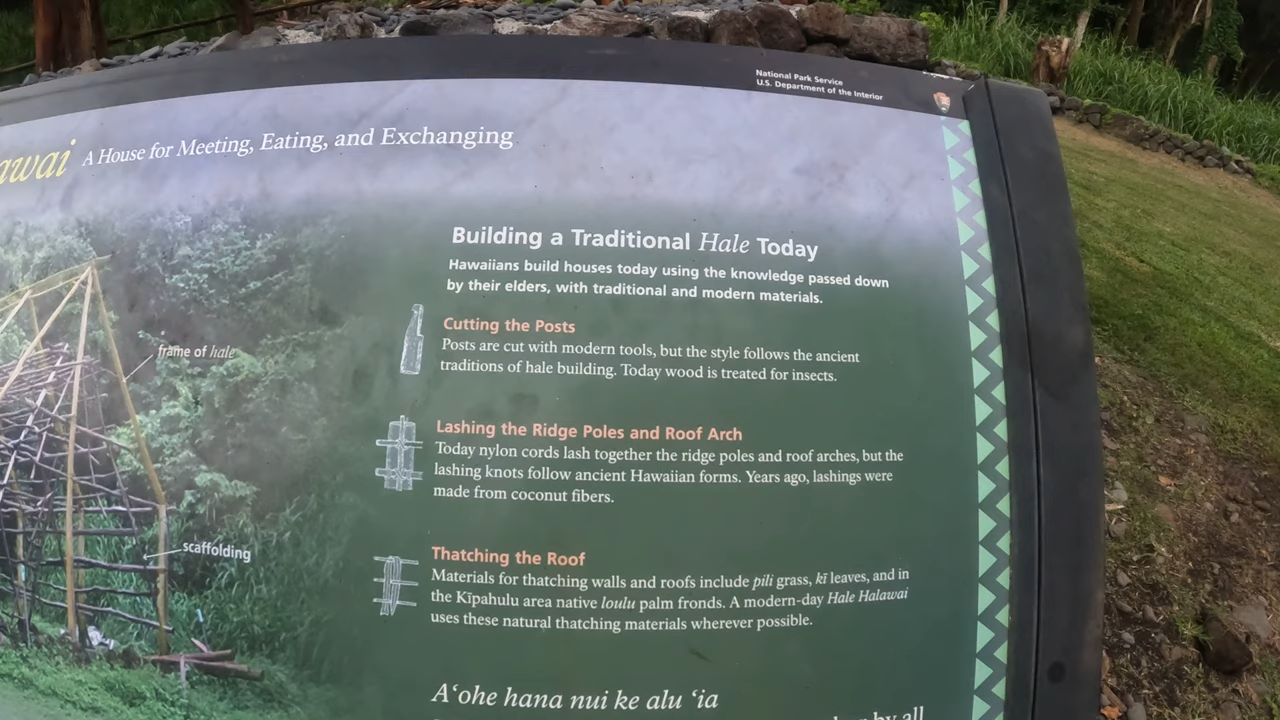 National Park Service
U.S. Department of the Interior
A House for Meeting, Eating, and Exchanging
Building a Traditional Hale Today
Hawaiians build houses today using the knowledge passed down
by their elders, with traditional and modern materials.
frame of hale
Cutting the Posts
Posts are cut with modern tools, but the style follows the ancient
traditions of hale building. Today wood is treated for insects.
Lashing the Ridge Poles and Roof Arch
Today nylon cords lash together the ridge poles and roof arches, but the
lashing knots follow ancient Hawaiian forms. Years ago, lashings were
made from coconut fibers.
scaffolding
Thatching the Roof
Materials for thatching walls and roofs include pili grass, kī leaves, and in
the Kīpahulu area native loulu palm fronds. A modern-day Hale Halawai
uses these natural thatching materials wherever possible.
Aʻohe hana nui ke alu ʻia
by all